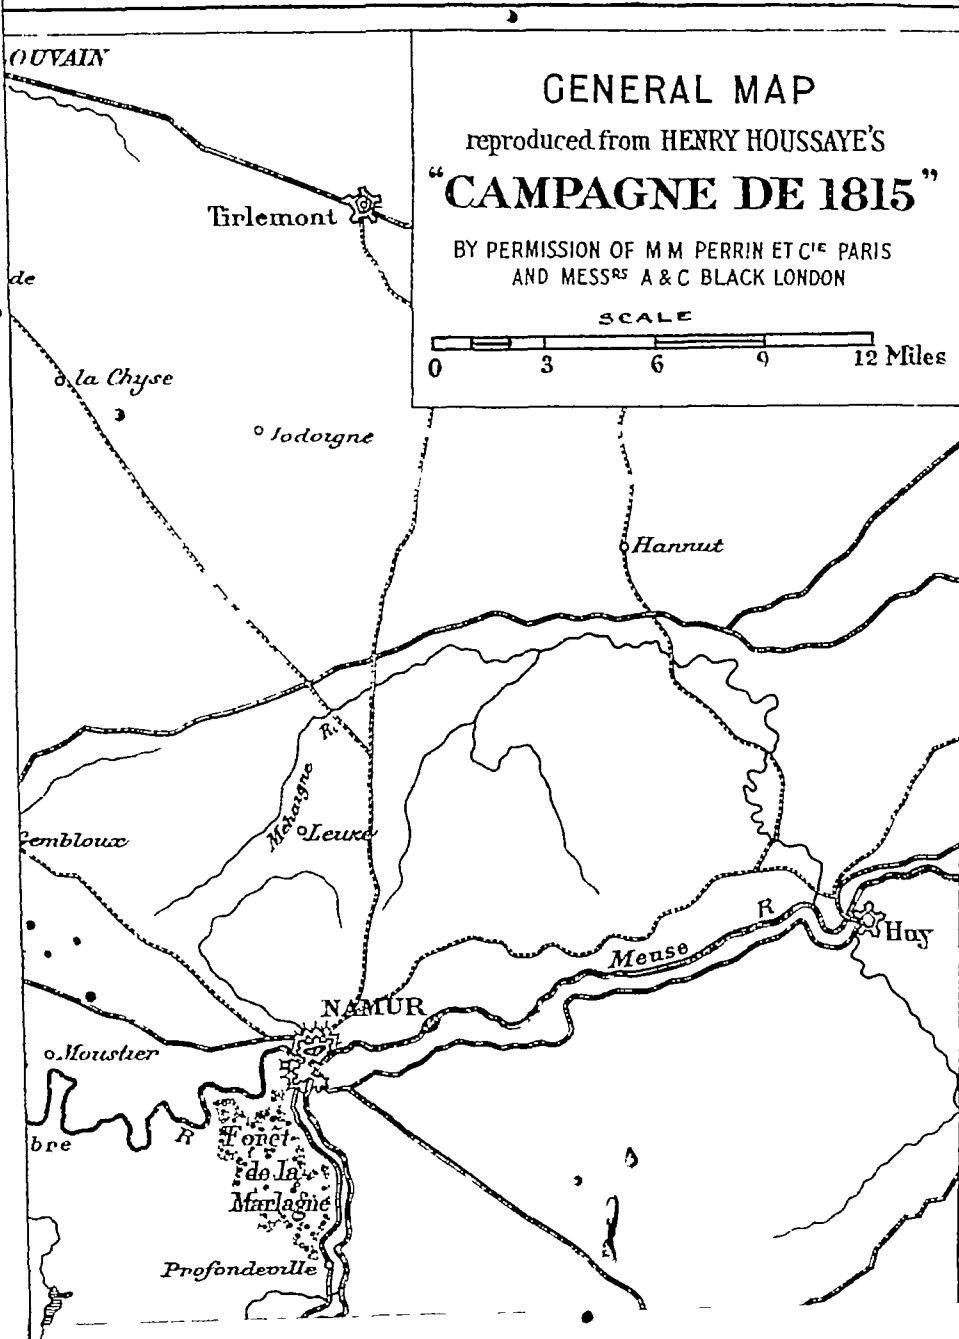 OUVAIN
GENERAL MAP
reproduced from HENRY HOUSSAYE'S
"CAMPAGNE DE 1815"
BY PERMISSION OF M M PERRIN ET Cᴵᴱ PARIS
AND MESSᴿˢ A & C BLACK LONDON
SCALE
0 3 6 9 12 Miles
Tirlemont
de
la Chyse
Jodoigne
Hannut
R.
Mehaigne
Leuze
Gembloux
R
Meuse
Huy
NAMUR
Moustier
bre
R
Foret
de la
Marlagne
Profondeville